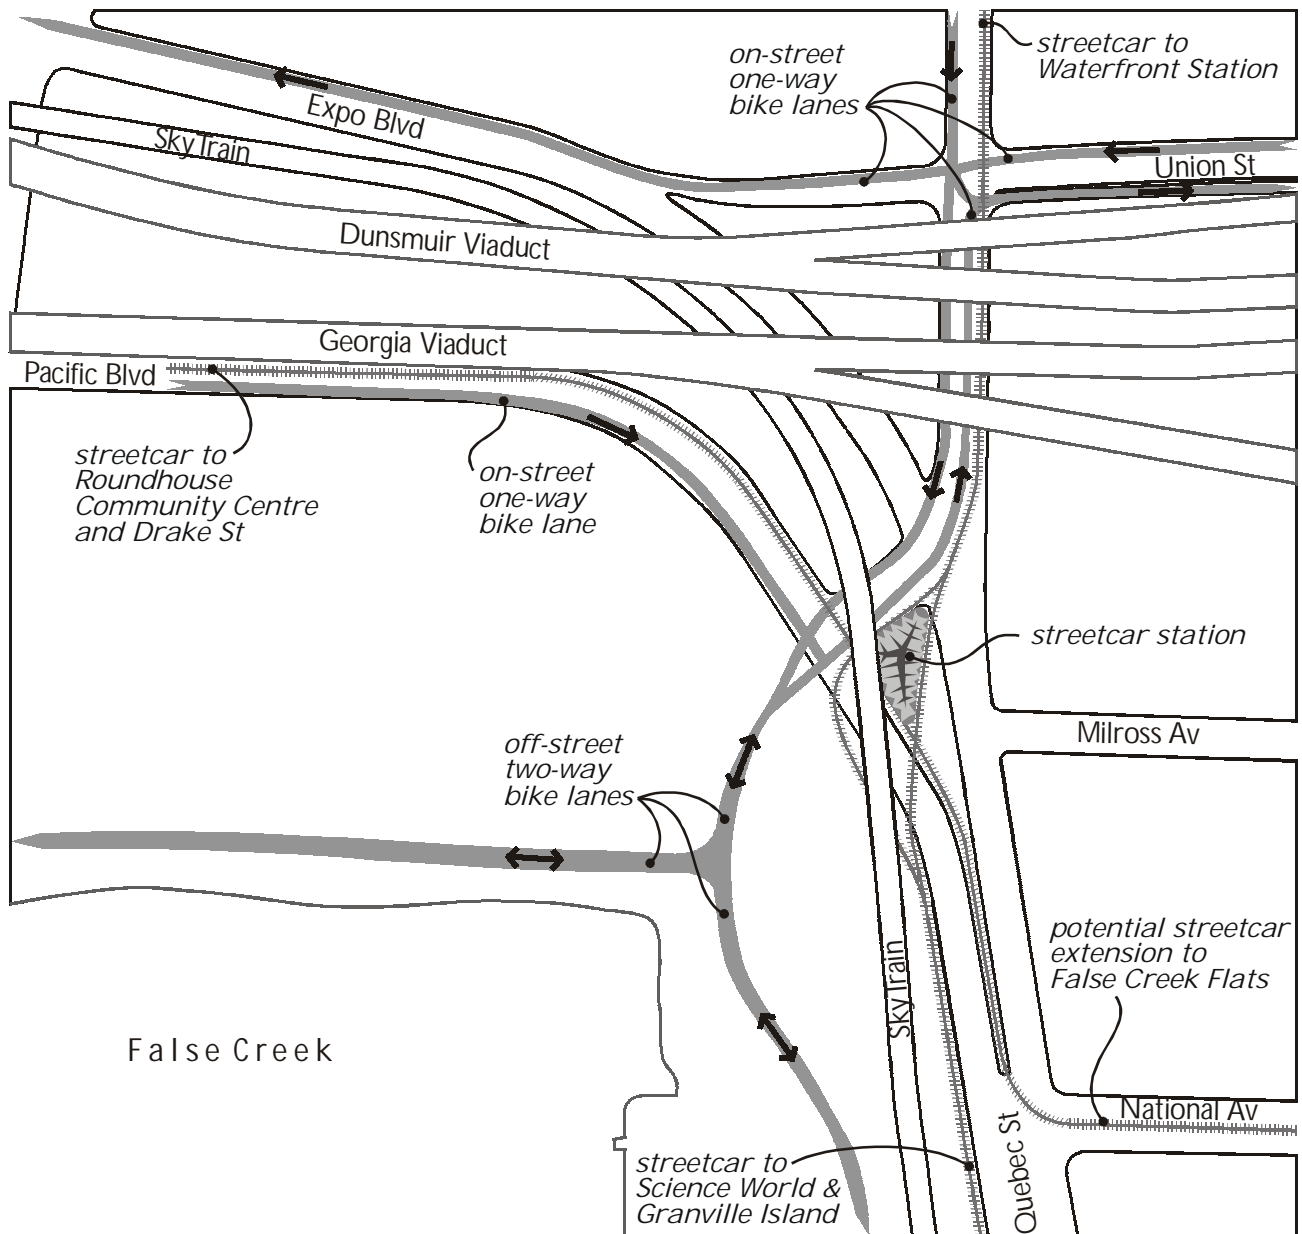 on-street
one-way
bike lanes
streetcar to
Waterfront Station
Expo Blvd
SkyTrain
Union St
Dunsmuir Viaduct
Georgia Viaduct
Pacific Blvd
streetcar to
Roundhouse
Community Centre
and Drake St
on-street
one-way
bike lane
streetcar station
Milross Av
off-street
two-way
bike lanes
potential streetcar
extension to
False Creek Flats
SkyTrain
False Creek
National Av
Quebec St
streetcar to
Science World &
Granville Island